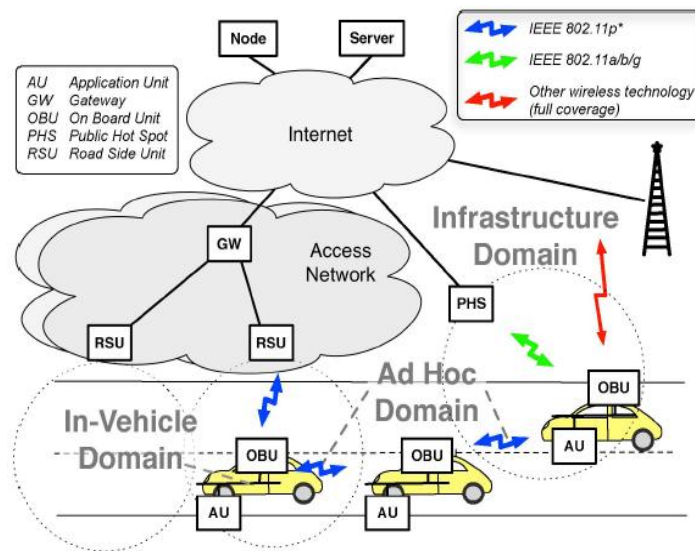 Node
Server
IEEE 802.11p*
IEEE 802.11a/b/g
Other wireless technology
(full coverage)
AU Application Unit
GW Gateway
OBU On Board Unit
PHS Public Hot Spot
RSU Road Side Unit
Internet
Infrastructure
Domain
GW
Access
Network
PHS
RSU
RSU
Ad Hoc
Domain
OBU
In-Vehicle
Domain
OBU
OBU
AU
AU
AU